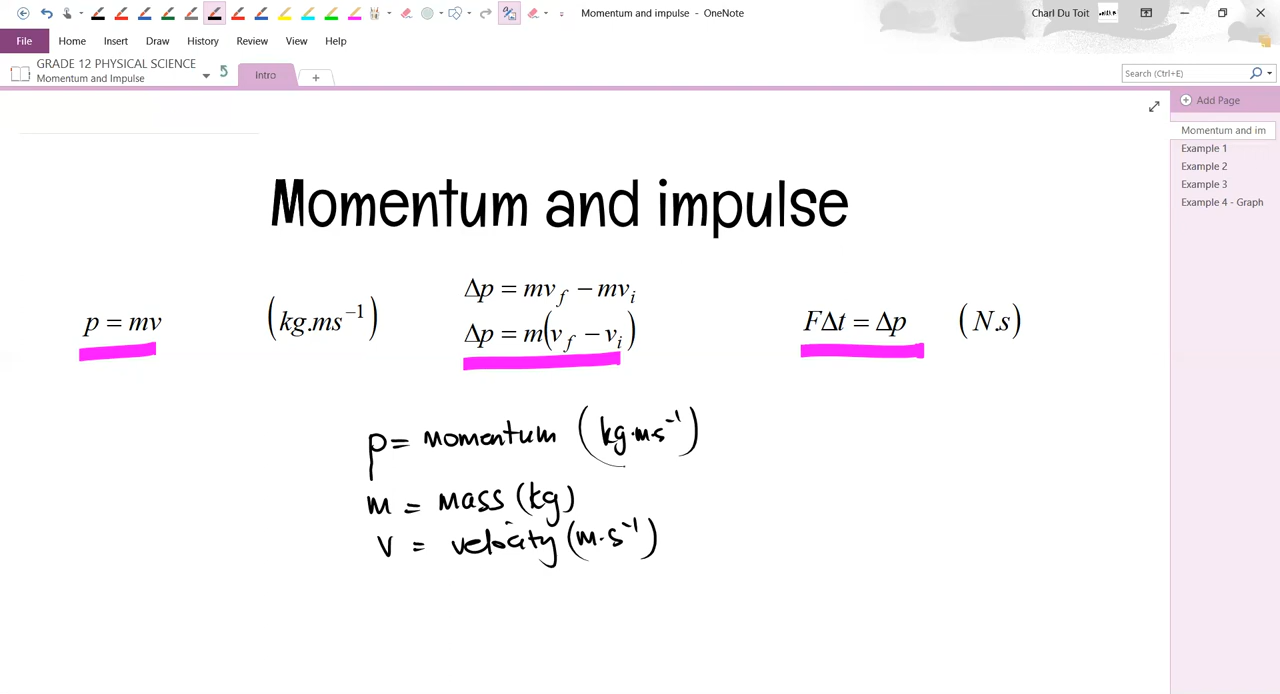 Momentum and impulse - OneNote
Charl Du Toit
File Home Insert Draw History Review View Help
GRADE 12 PHYSICAL SCIENCE
Momentum and Impulse
Intro
+
Search (Ctrl+E)
Add Page
Momentum and im
Example 1
Example 2
Example 3
Example 4 - Graph
Momentum and impulse
p = mv
(kg.ms⁻¹)
Δp = mv_f − mv_i
Δp = m(v_f − v_i)
FΔt = Δp
(N.s)
p = momentum (kg·m·s⁻¹)
m = mass (kg)
v = velocity (m·s⁻¹)